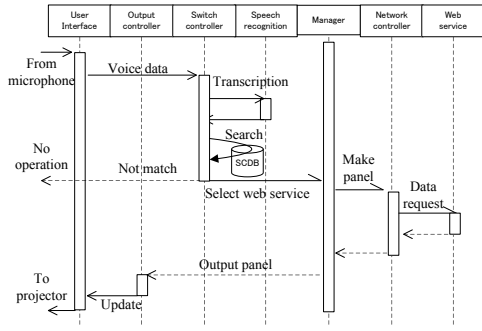 User
Interface
Output
controller
Switch
controller
Speech
recognition
Manager
Network
controller
Web
service
From
microphone
Voice data
Transcription
Search
SCDB
No
operation
Not match
Select web service
Make
panel
Data
request
Output panel
To
projector
Update